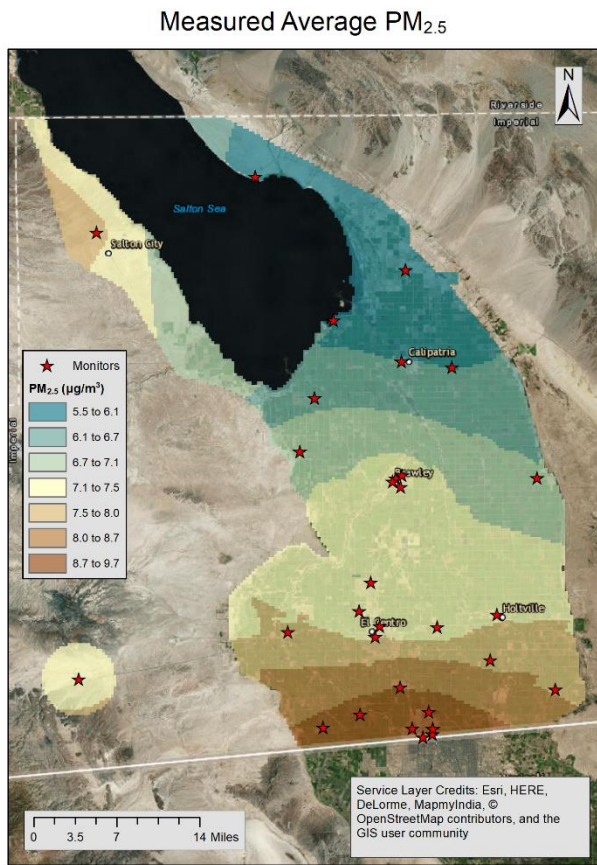 Measured Average PM2.5
N
Riverside
Imperial
Salton Sea
Salton City
Calipatria
Monitors
PM2.5 (µg/m³)
5.5 to 6.1
6.1 to 6.7
6.7 to 7.1
7.1 to 7.5
7.5 to 8.0
8.0 to 8.7
8.7 to 9.7
Imperial
Brawley
Holtville
El Centro
0 3.5 7 14 Miles
Service Layer Credits: Esri, HERE,
DeLorme, MapmyIndia, ©
OpenStreetMap contributors, and the
GIS user community